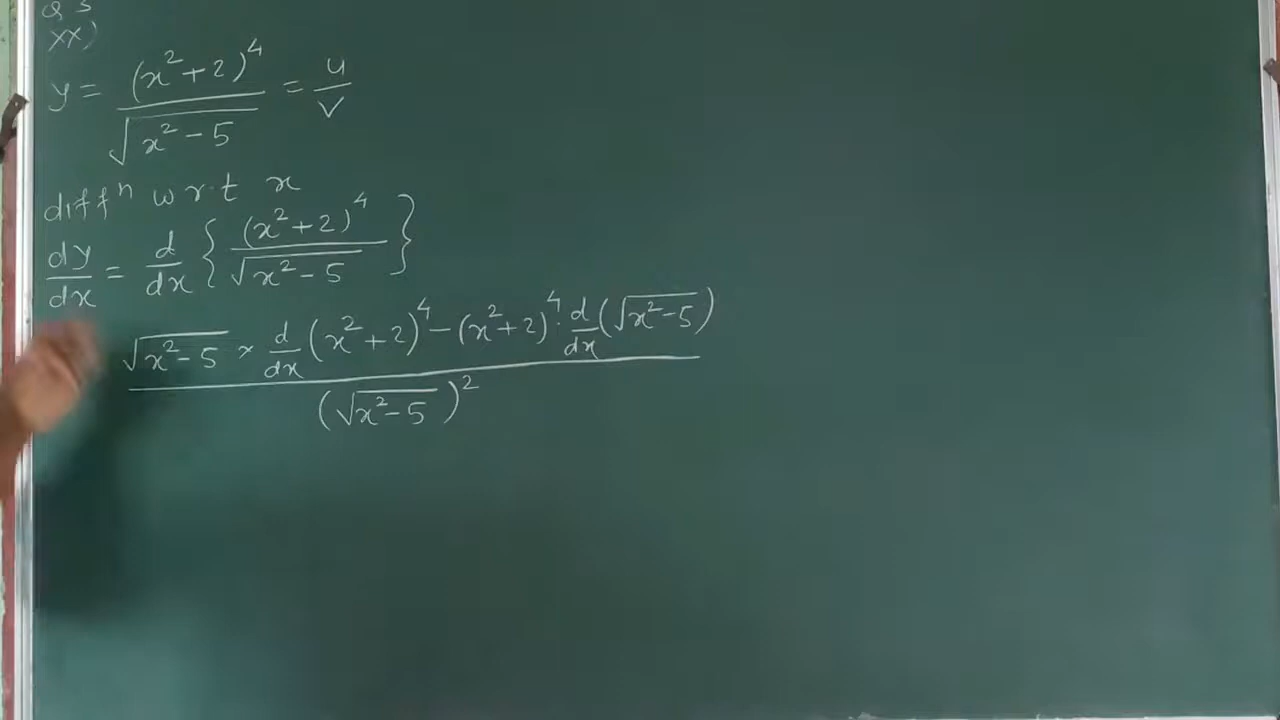 Q 3
xx)
y = (x²+2)⁴ / √(x²-5) = u/v
diffⁿ w r.t x
dy/dx = d/dx { (x²+2)⁴ / √(x²-5) }
√(x²-5) × d/dx (x²+2)⁴ - (x²+2)⁴ · d/dx (√(x²-5)) / (√(x²-5))²